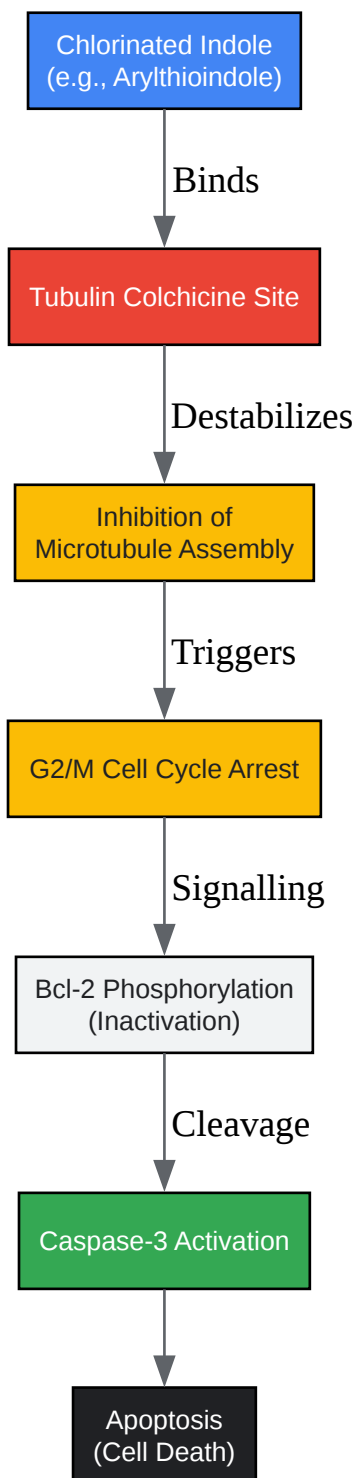 Chlorinated Indole
(e.g., Arylthioindole)
Binds
Tubulin Colchicine Site
Destabilizes
Inhibition of
Microtubule Assembly
Triggers
G2/M Cell Cycle Arrest
Signalling
Bcl-2 Phosphorylation
(Inactivation)
Cleavage
Caspase-3 Activation
Apoptosis
(Cell Death)